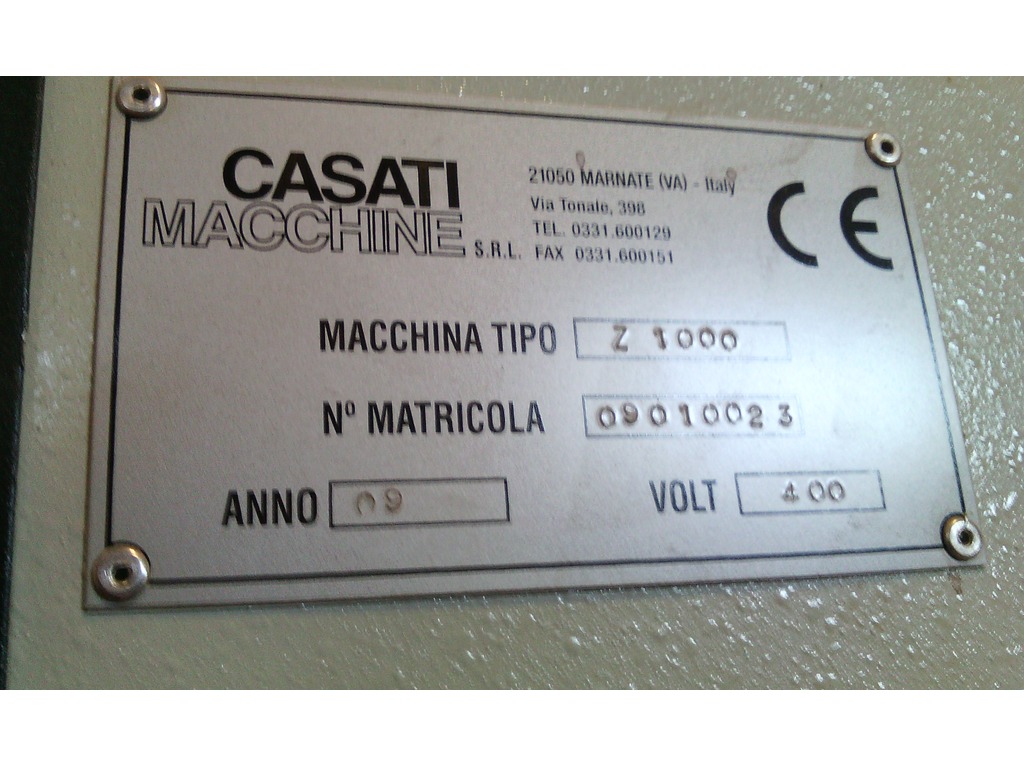 CASATI
MACCHINE S.R.L.
21050 MARNATE (VA) - Italy
Via Tonale, 398
TEL. 0331.600129
FAX 0331.600151
CE
MACCHINA TIPO Z 1000
Nº MATRICOLA 09010023
ANNO 09
VOLT 400